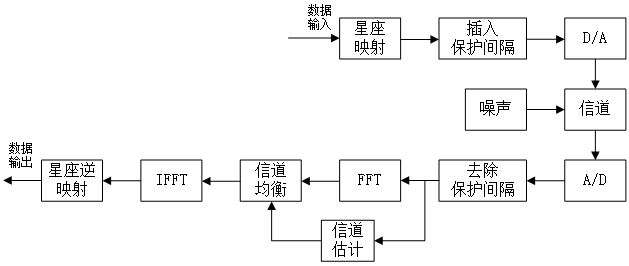 数据
输入
星座
映射
插入
保护间隔
D/A
噪声
信道
数据
输出
星座逆
映射
IFFT
信道
均衡
FFT
去除
保护间隔
A/D
信道
估计